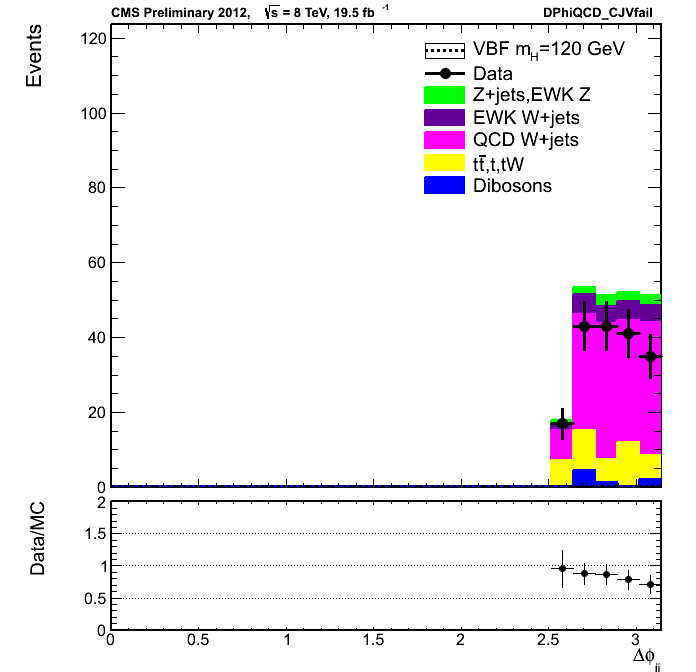 CMS Preliminary 2012, √s = 8 TeV, 19.5 fb⁻¹ DPhiQCD_CJVfail
Events
120
100
80
60
40
20
0
VBF m_H=120 GeV
Data
Z+jets,EWK Z
EWK W+jets
QCD W+jets
tt̄,t,tW
Dibosons
Data/MC
2
1.5
1
0.5
0
0 0.5 1 1.5 2 2.5 3
Δϕ_jj